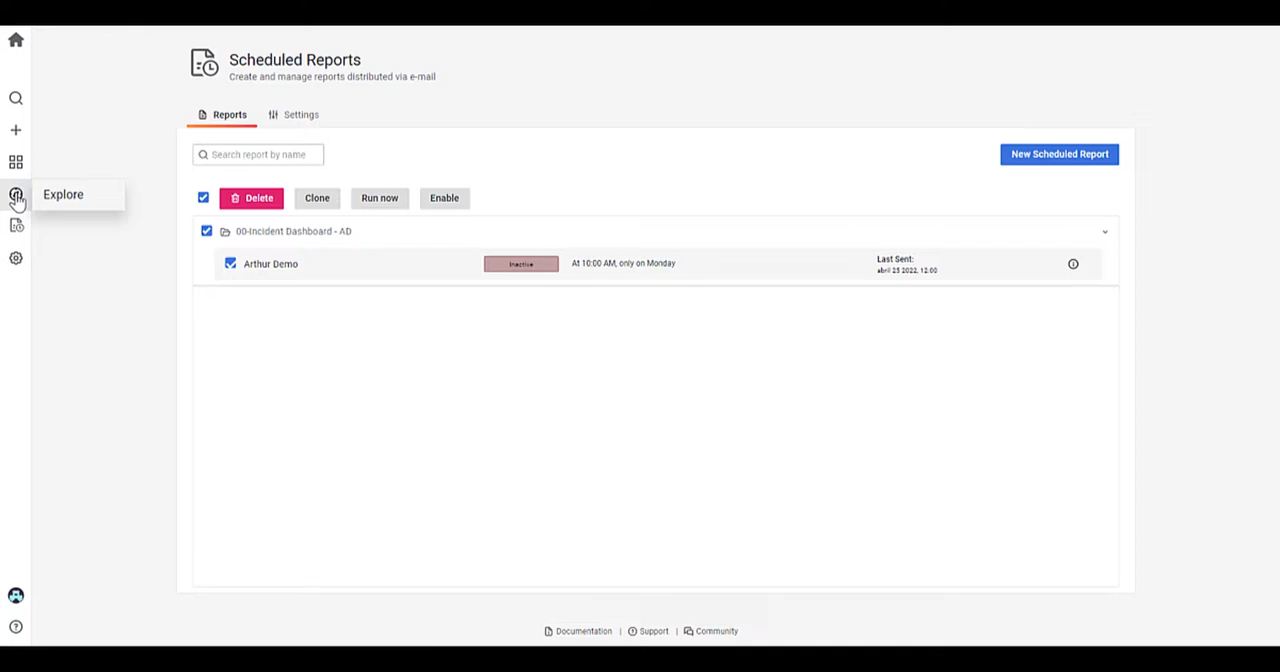 Scheduled Reports
Create and manage reports distributed via e-mail
Reports
Settings
Search report by name
New Scheduled Report
Explore
Delete
Clone
Run now
Enable
00-Incident Dashboard - AD
Arthur Demo
Inactive
At 10:00 AM, only on Monday
Last Sent:
abril 25 2022, 12:00
Documentation | Support | Community